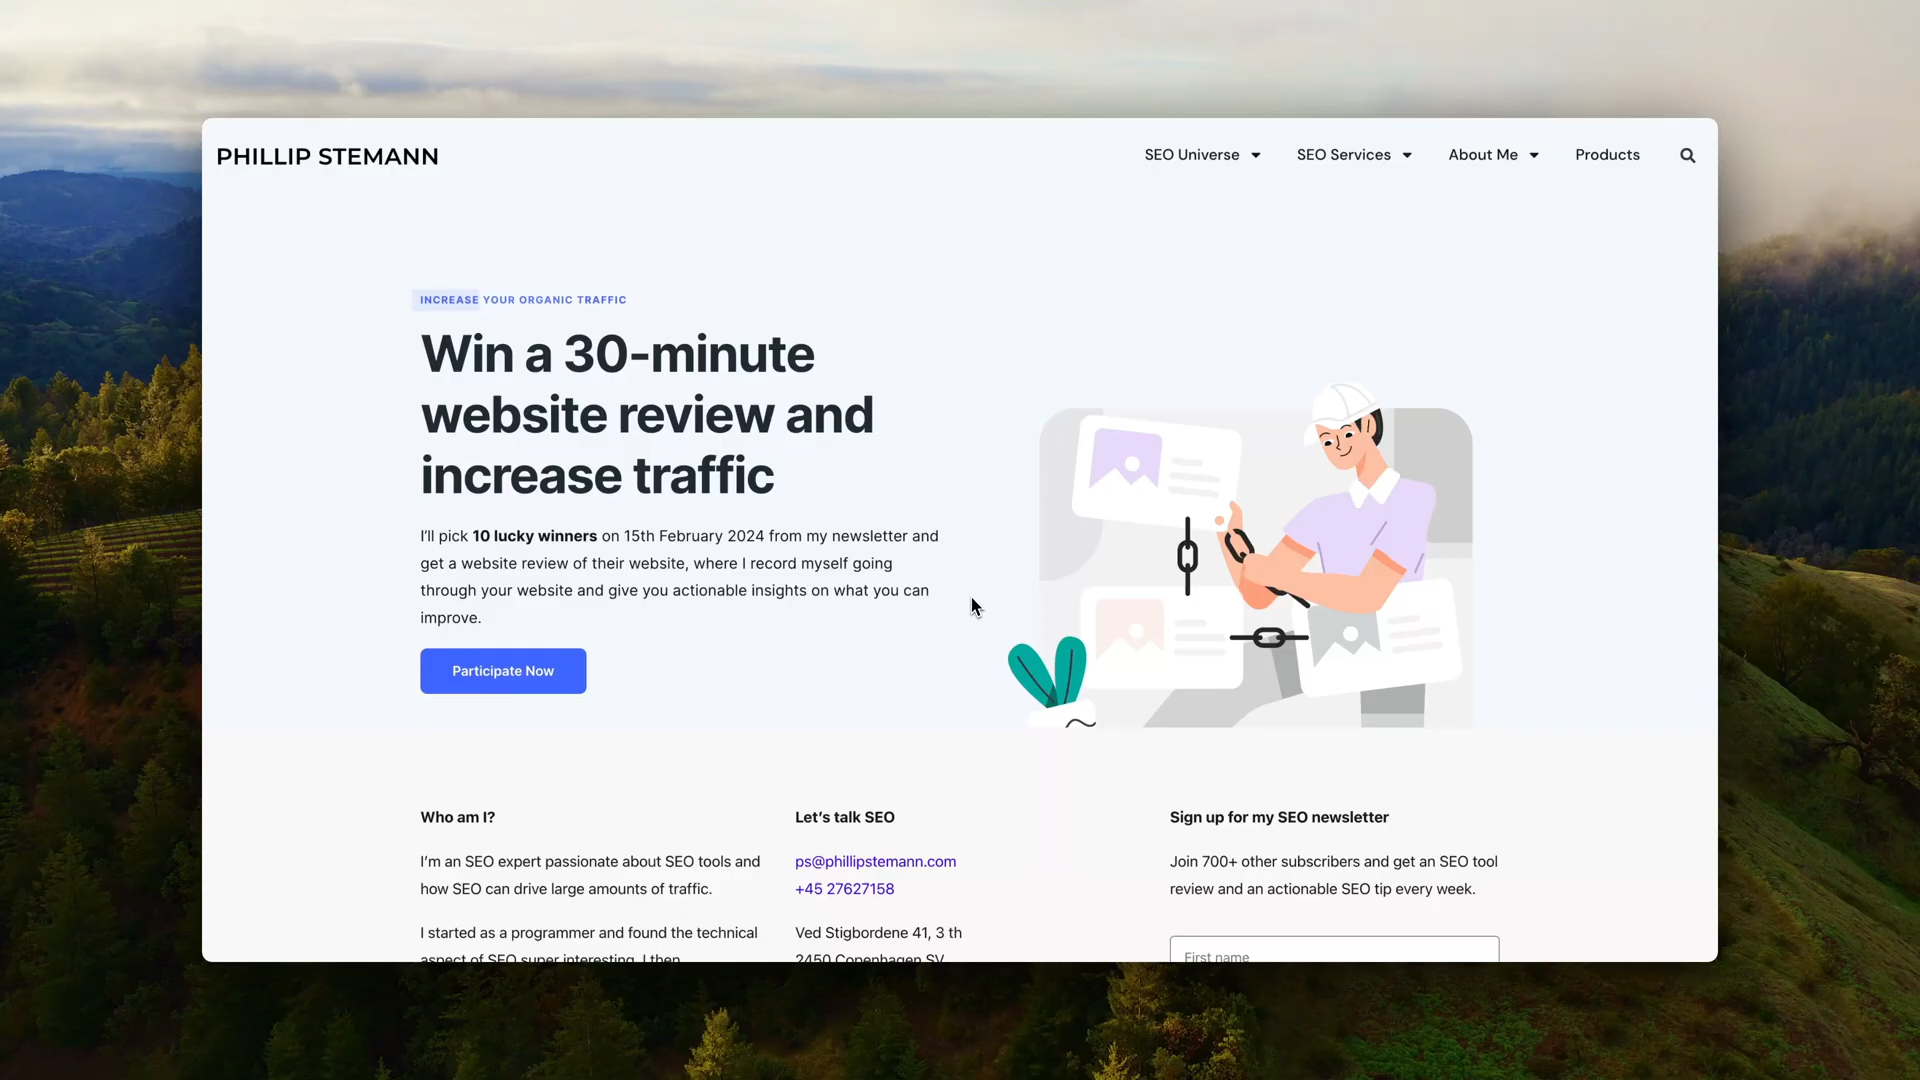 PHILLIP STEMANN
SEO Universe
SEO Services
About Me
Products
INCREASE YOUR ORGANIC TRAFFIC
Win a 30-minute
website review and
increase traffic
I'll pick 10 lucky winners on 15th February 2024 from my newsletter and
get a website review of their website, where I record myself going
through your website and give you actionable insights on what you can
improve.
Participate Now
Who am I?
I'm an SEO expert passionate about SEO tools and
how SEO can drive large amounts of traffic.
I started as a programmer and found the technical
aspect of SEO super interesting. I then
Let's talk SEO
ps@phillipstemann.com
+45 27627158
Ved Stigbordene 41, 3 th
2450 Copenhagen SV
Sign up for my SEO newsletter
Join 700+ other subscribers and get an SEO tool
review and an actionable SEO tip every week.
First name